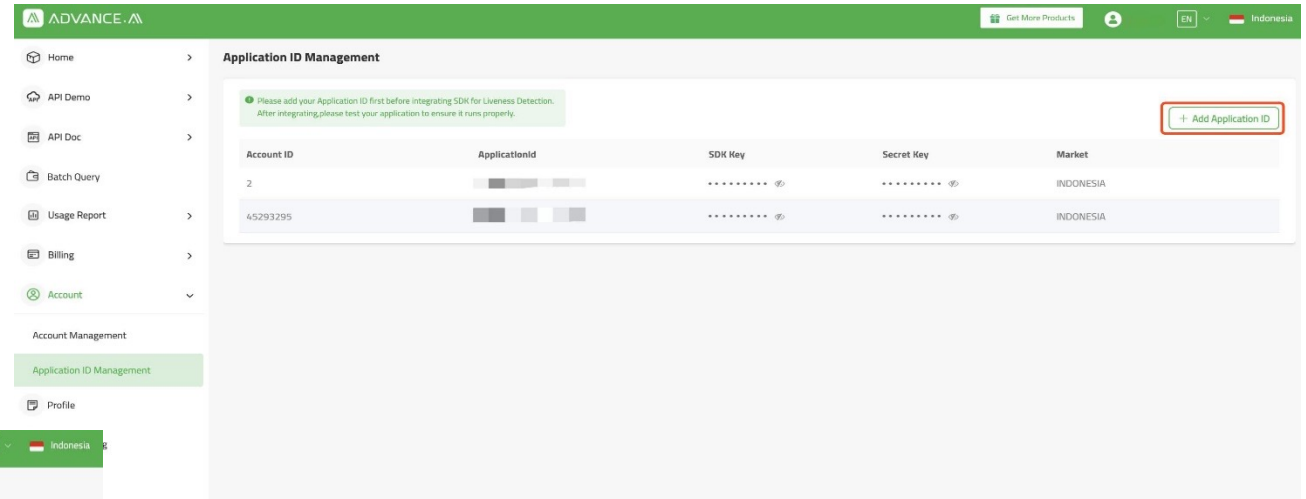 ADVANCE.AI
Get More Products
EN
Indonesia
Home
API Demo
API Doc
Batch Query
Usage Report
Billing
Account
Account Management
Application ID Management
Profile
Indonesia
Application ID Management
Please add your Application ID first before integrating SDK for Liveness Detection.
After integrating,please test your application to ensure it runs properly.
+ Add Application ID
Account ID ApplicationId SDK Key Secret Key Market
2 ••••••••• ••••••••• INDONESIA
45293295 ••••••••• ••••••••• INDONESIA